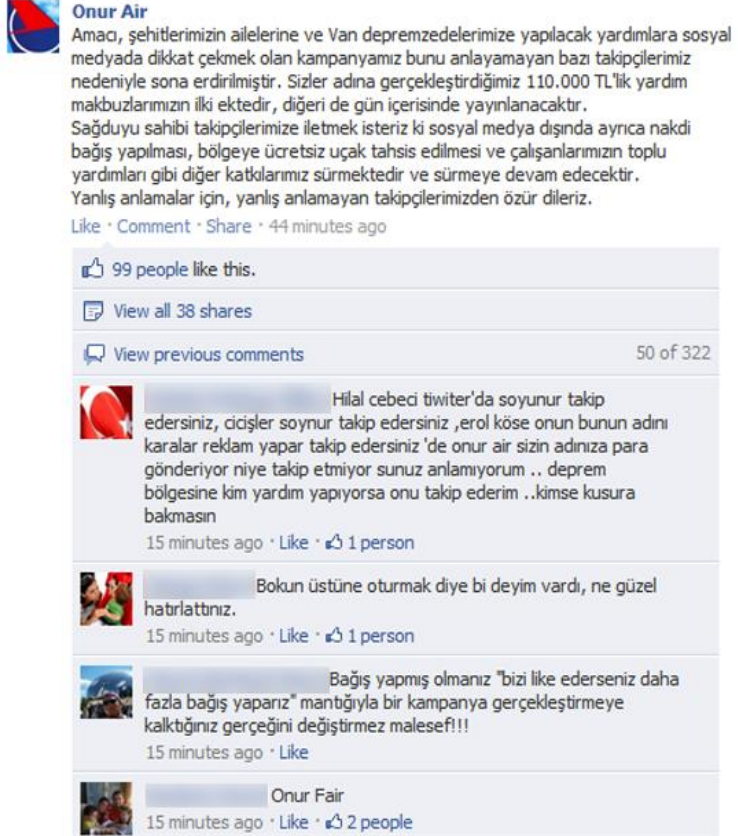 Onur Air
Amacı, şehitlerimizin ailelerine ve Van depremzedelerimize yapılacak yardımlara sosyal
medyada dikkat çekmek olan kampanyamız bunu anlayamayan bazı takipçilerimiz
nedeniyle sona erdirilmiştir. Sizler adına gerçekleştirdiğimiz 110.000 TL'lik yardım
makbuzlarımızın ilki ektedir, diğeri de gün içerisinde yayınlanacaktır.
Sağduyu sahibi takipçilerimize iletmek isteriz ki sosyal medya dışında ayrıca nakdi
bağış yapılması, bölgeye ücretsiz uçak tahsis edilmesi ve çalışanlarımızın toplu
yardımları gibi diğer katkılarımız sürmektedir ve sürmeye devam edecektir.
Yanlış anlamalar için, yanlış anlamayan takipçilerimizden özür dileriz.
Like · Comment · Share · 44 minutes ago
99 people like this.
View all 38 shares
View previous comments 50 of 322
Hilal cebeci tiwiter'da soyunur takip
edersiniz, cicişler soynur takip edersiniz ,erol köse onun bunun adını
karalar reklam yapar takip edersiniz 'de onur air sizin adınıza para
gönderiyor niye takip etmiyor sunuz anlamıyorum .. deprem
bölgesine kim yardım yapıyorsa onu takip ederim ..kimse kusura
bakmasın
15 minutes ago · Like · 1 person
Bokun üstüne oturmak diye bi deyim vardı, ne güzel
hatırlattınız.
15 minutes ago · Like · 1 person
Bağış yapmış olmanız "bizi like ederseniz daha
fazla bağış yaparız" mantığıyla bir kampanya gerçekleştirmeye
kalktığınız gerçeğini değiştirmez malesef!!!
15 minutes ago · Like
Onur Fair
15 minutes ago · Like · 2 people